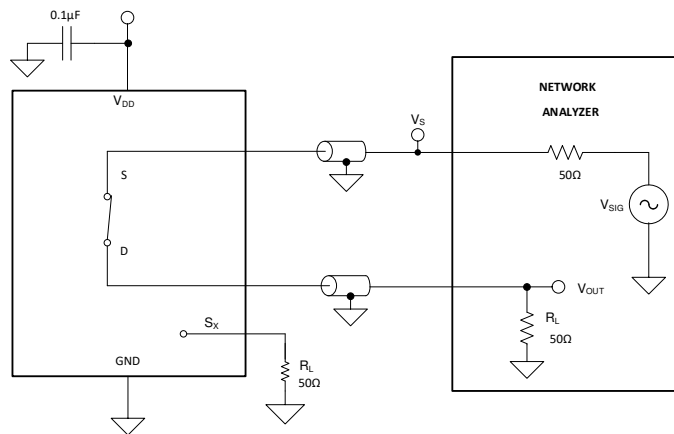 0.1µF
VDD
NETWORK
ANALYZER
VS
S
50Ω
VSIG
D
VOUT
SX
RL
50Ω
GND
RL
50Ω